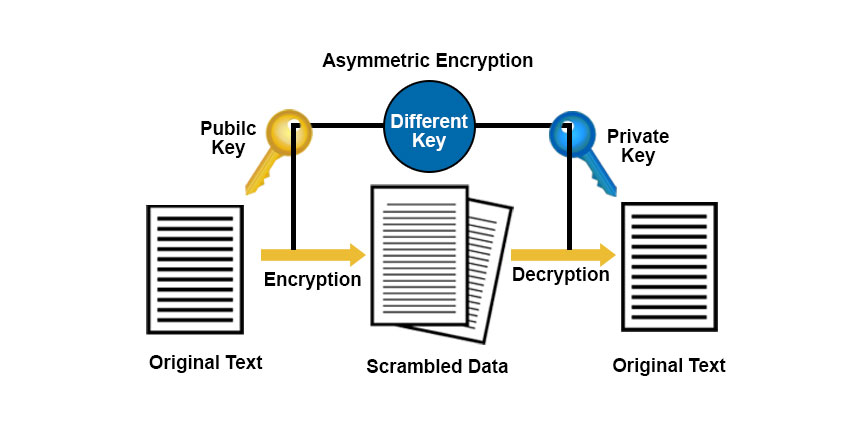 Asymmetric Encryption
Different
Key
Pubilc
Key
Private
Key
Encryption
Decryption
Original Text
Scrambled Data
Original Text